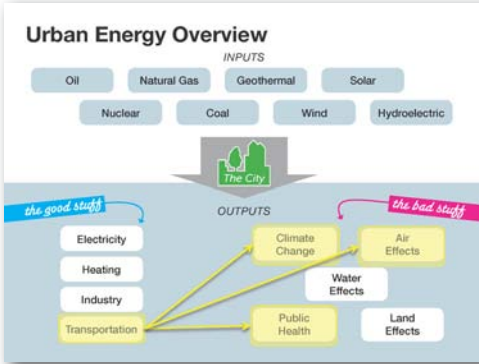 Urban Energy Overview
INPUTS
Oil
Natural Gas
Geothermal
Solar
Nuclear
Coal
Wind
Hydroelectric
The City
the good stuff
OUTPUTS
the bad stuff
Electricity
Heating
Industry
Transportation
Climate
Change
Air
Effects
Water
Effects
Public
Health
Land
Effects